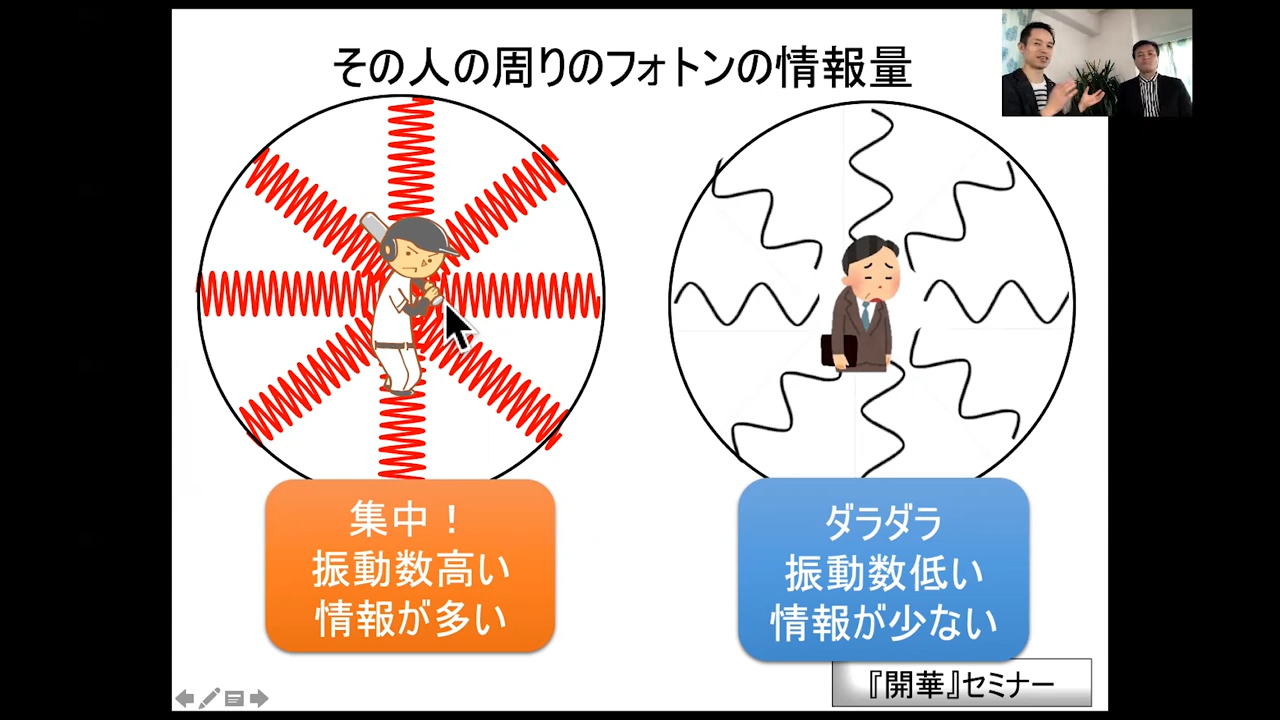 その人の周りのフォトンの情報量
集中！
振動数高い
情報が多い
ダラダラ
振動数低い
情報が少ない
『開華』セミナー